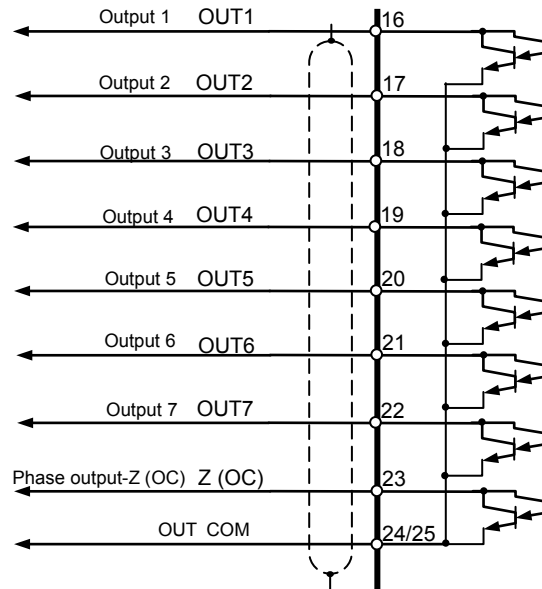 Output 1 OUT1 16
Output 2 OUT2 17
Output 3 OUT3 18
Output 4 OUT4 19
Output 5 OUT5 20
Output 6 OUT6 21
Output 7 OUT7 22
Phase output-Z (OC) Z (OC) 23
OUT COM 24/25